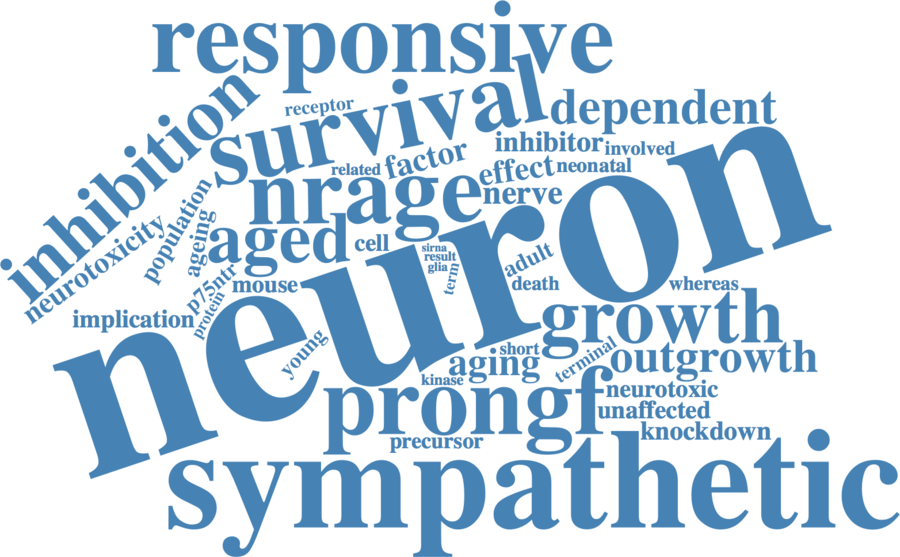 responsive
inhibition
receptor
survival
dependent
inhibitor
involved
related
factor
effect
neonatal
nrage
nerve
population
ageing
neurotoxicity
aged
cell
sirna
result
glia
term
adult
neuron
p75ntr
mouse
death
whereas
protein
implication
growth
young
short
aging
terminal
outgrowth
kinase
prongf
neurotoxic
unaffected
precursor
knockdown
sympathetic